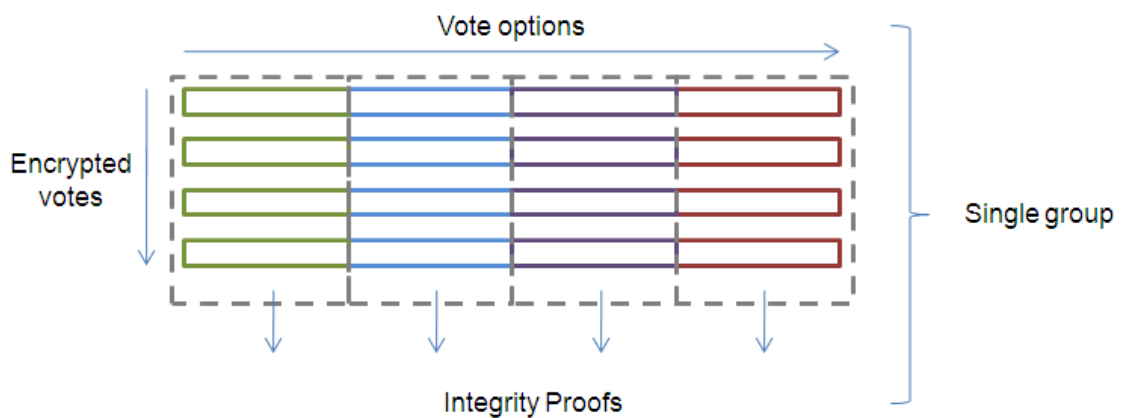 Vote options
Encrypted
votes
Single group
Integrity Proofs